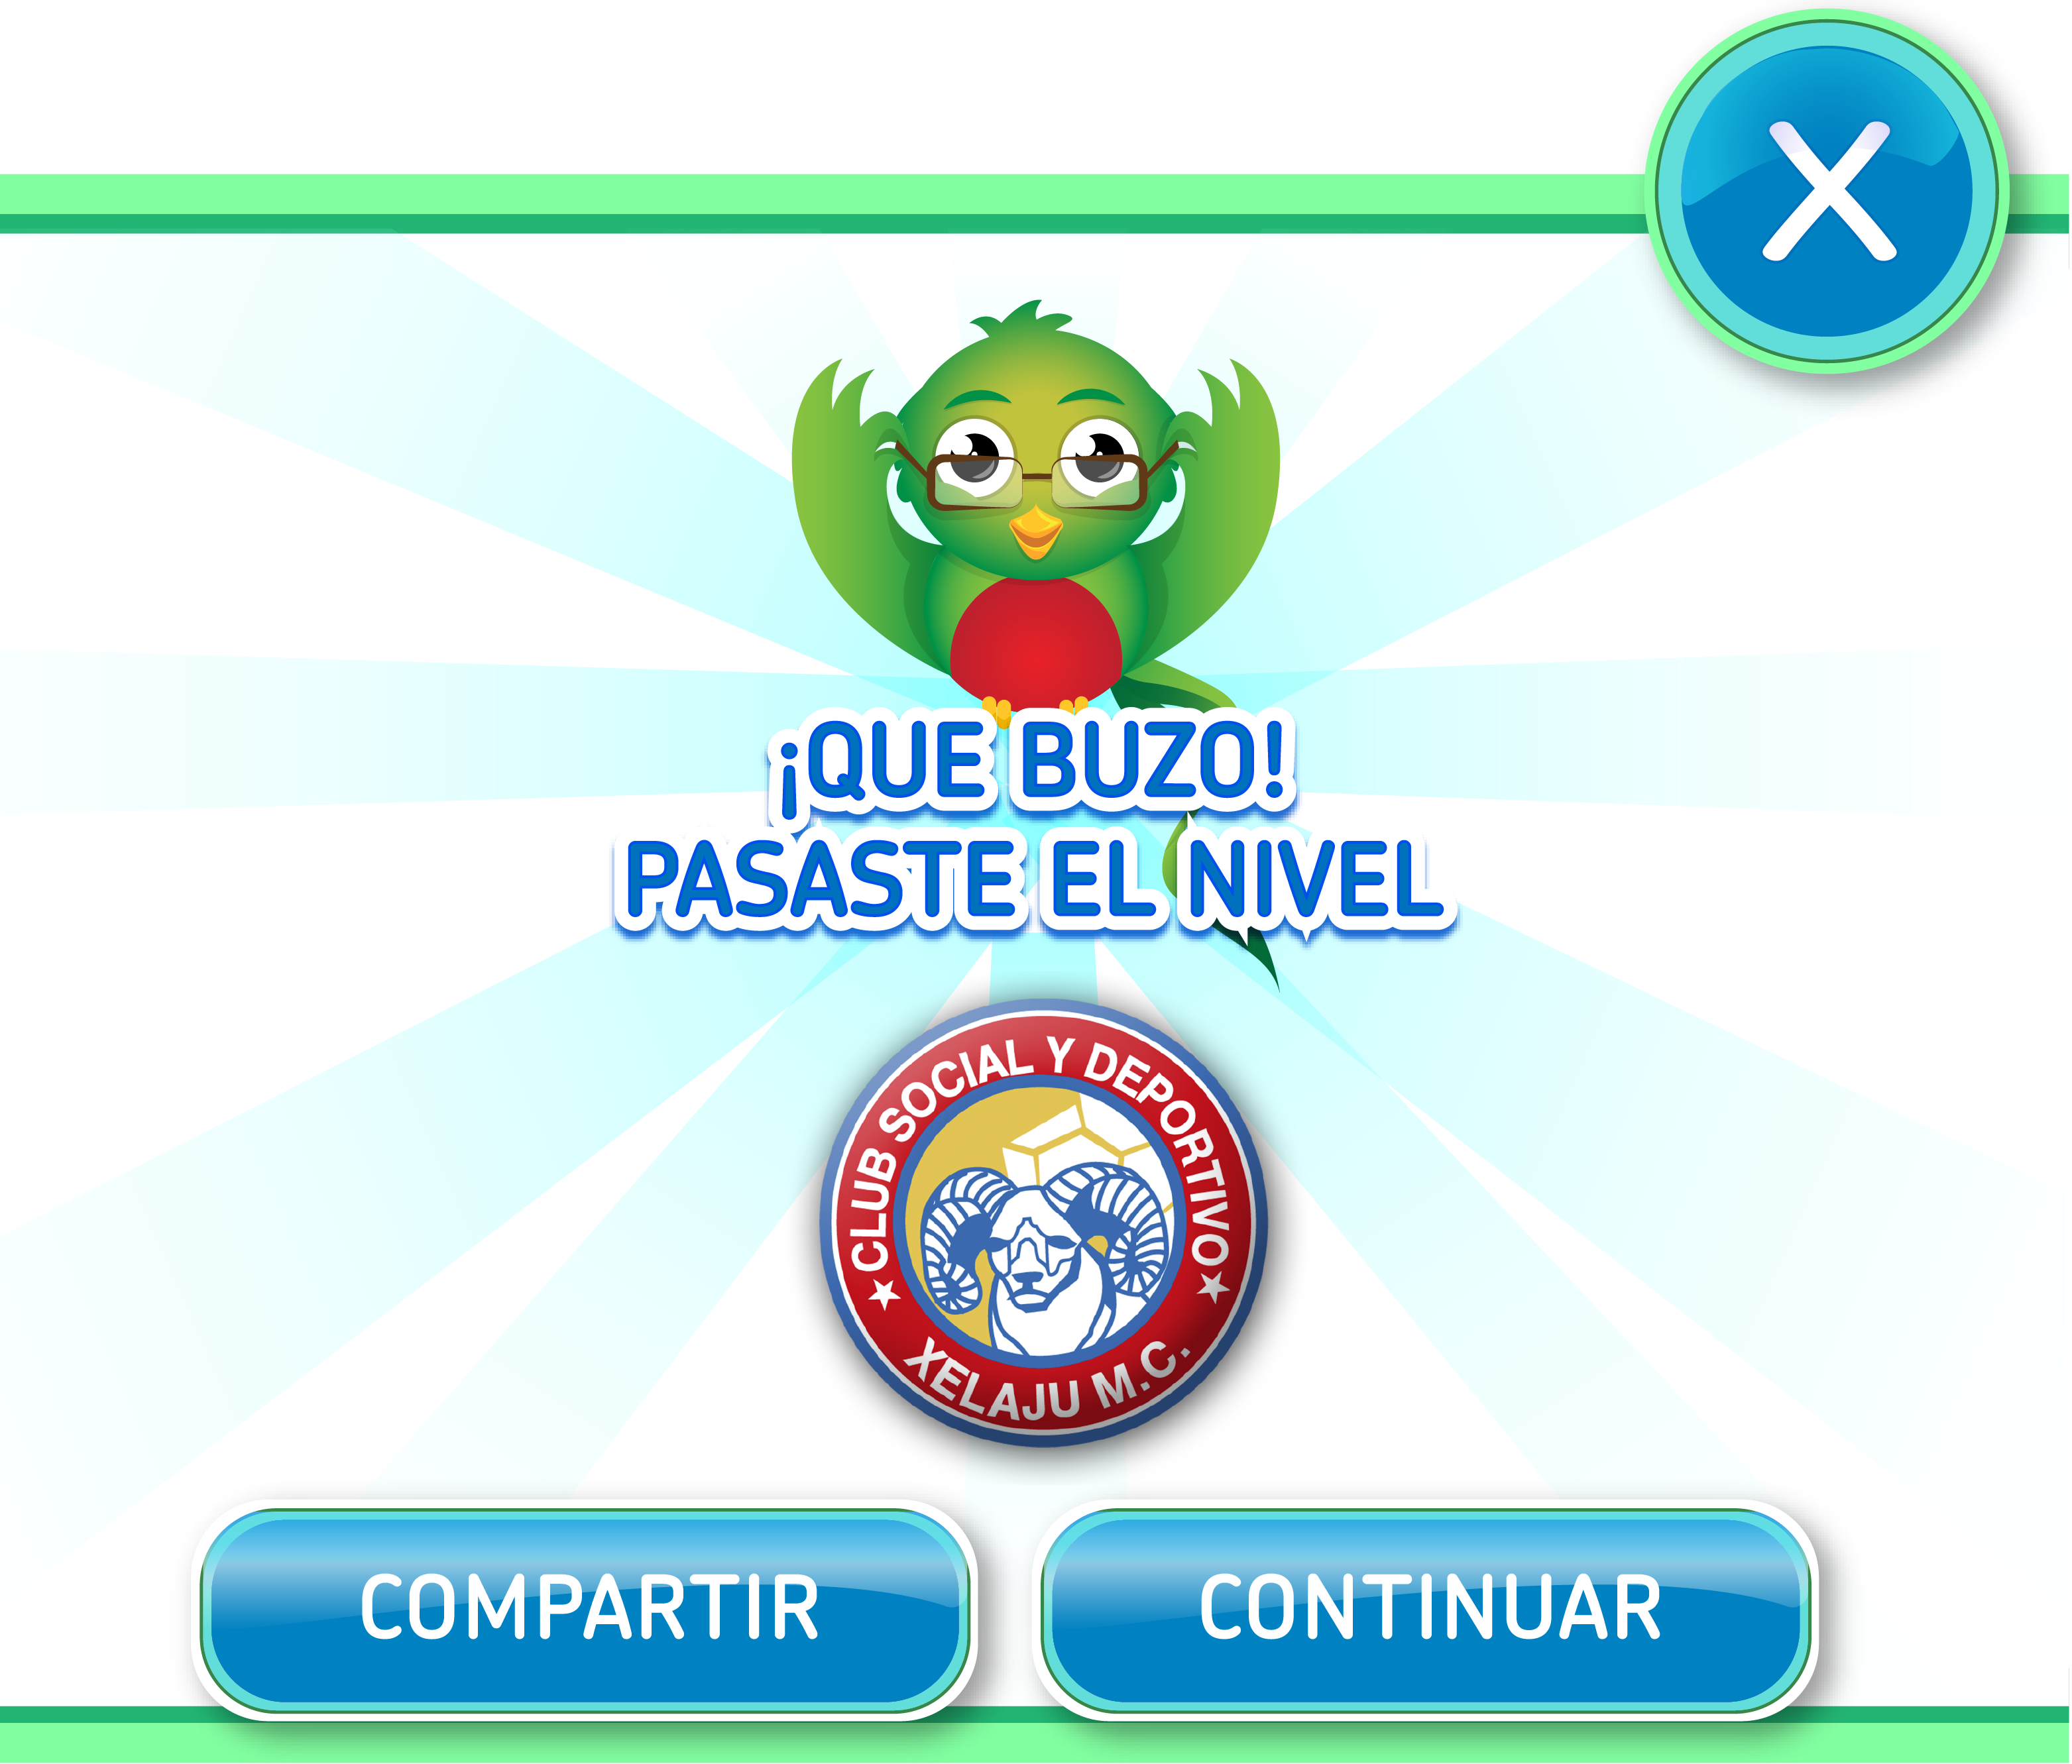 X
¡QUE BUZO!
PASASTE EL NIVEL
CLUB SOCIAL Y DEPORTIVO
XELAJU M.C.
COMPARTIR
CONTINUAR